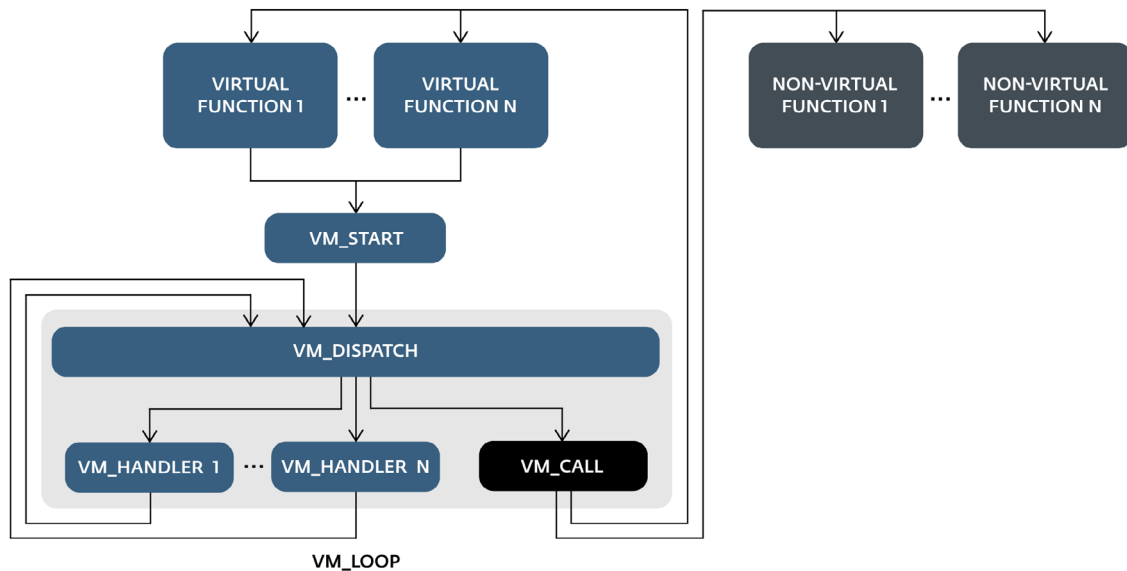 VIRTUAL
FUNCTION 1
...
VIRTUAL
FUNCTION N
NON-VIRTUAL
FUNCTION 1
...
NON-VIRTUAL
FUNCTION N
VM_START
VM_DISPATCH
VM_HANDLER 1
...
VM_HANDLER N
VM_CALL
VM_LOOP